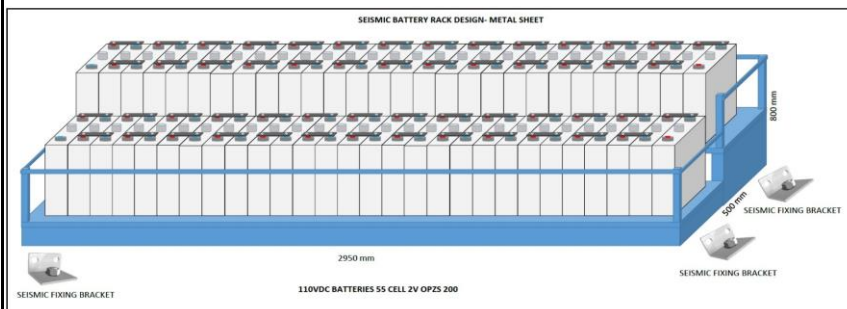 SEISMIC BATTERY RACK DESIGN- METAL SHEET
800 mm
500 mm
SEISMIC FIXING BRACKET
2950 mm
SEISMIC FIXING BRACKET
SEISMIC FIXING BRACKET
110VDC BATTERIES 55 CELL 2V OPZS 200